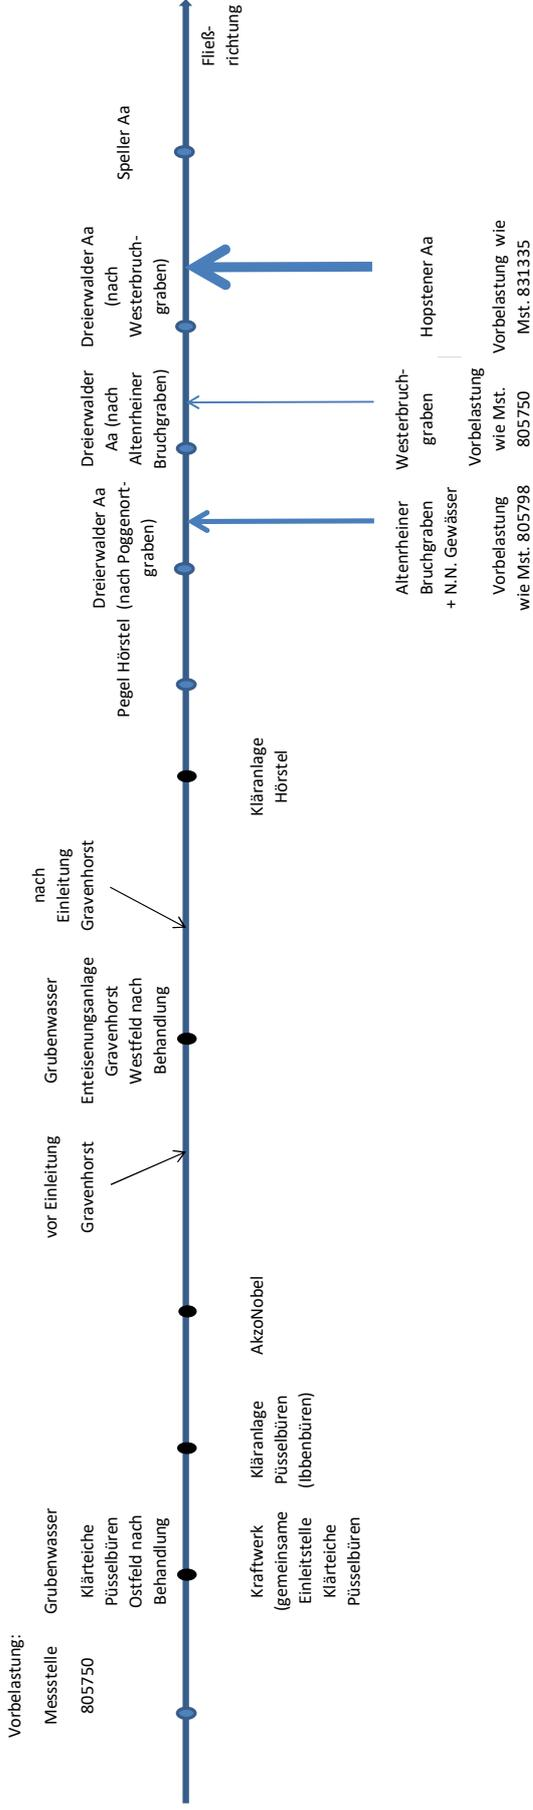 Vorbelastung:
Messstelle
805750
Grubenwasser
Klärteiche
Püsselbüren
Ostfeld nach
Behandlung
Kraftwerk
(gemeinsame
Einleitstelle
Klärteiche
Püsselbüren
Kläranlage
Püsselbüren
(Ibbenbüren)
AkzoNobel
vor Einleitung
Gravenhorst
Grubenwasser
Enteisenungsanlage
Gravenhorst
Westfeld nach
Behandlung
nach
Einleitung
Gravenhorst
Kläranlage
Hörstel
Pegel Hörstel
Dreierwalder Aa
(nach Poggenort-
graben)
Altenrheiner
Bruchgraben
+ N.N. Gewässer
Vorbelastung
wie Mst. 805798
Dreierwalder
Aa (nach
Altenrheiner
Bruchgraben)
Westerbruch-
graben
Vorbelastung
wie Mst.
805750
Dreierwalder Aa
(nach
Westerbruch-
graben)
Hopstener Aa
Vorbelastung wie
Mst. 831335
Speller Aa
Fließ-
richtung